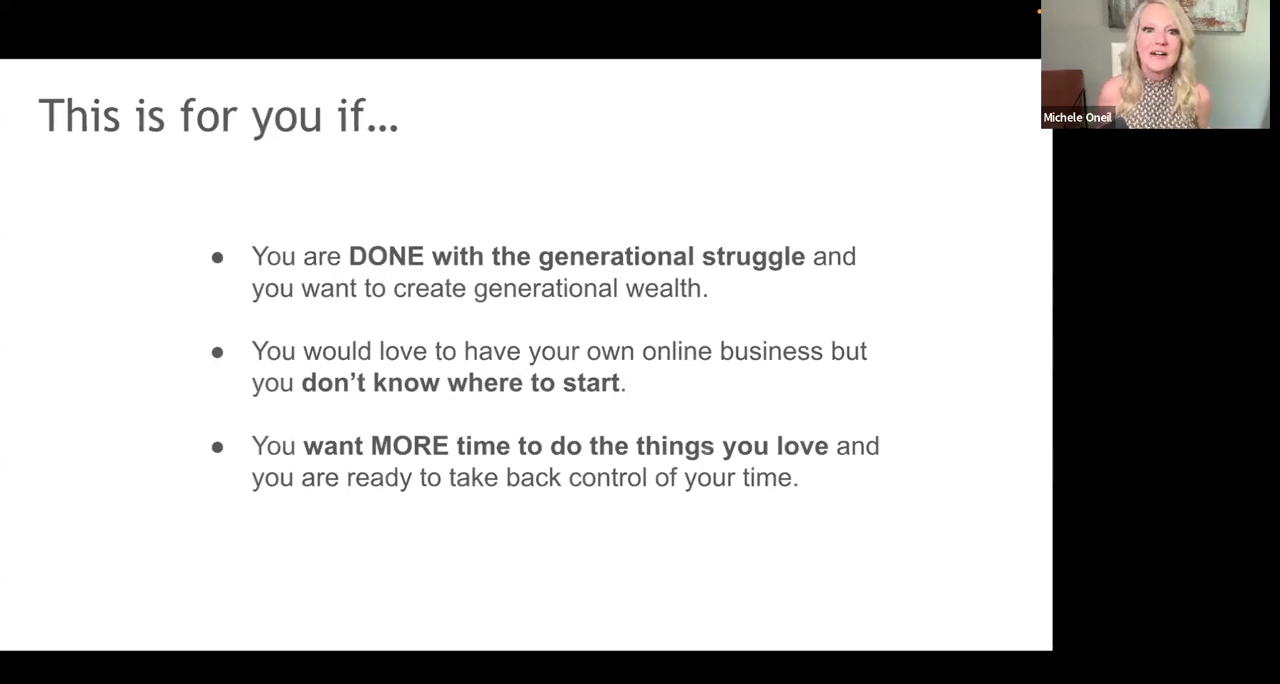 This is for you if...
Michele Oneil
● You are DONE with the generational struggle and
you want to create generational wealth.
● You would love to have your own online business but
you don’t know where to start.
● You want MORE time to do the things you love and
you are ready to take back control of your time.